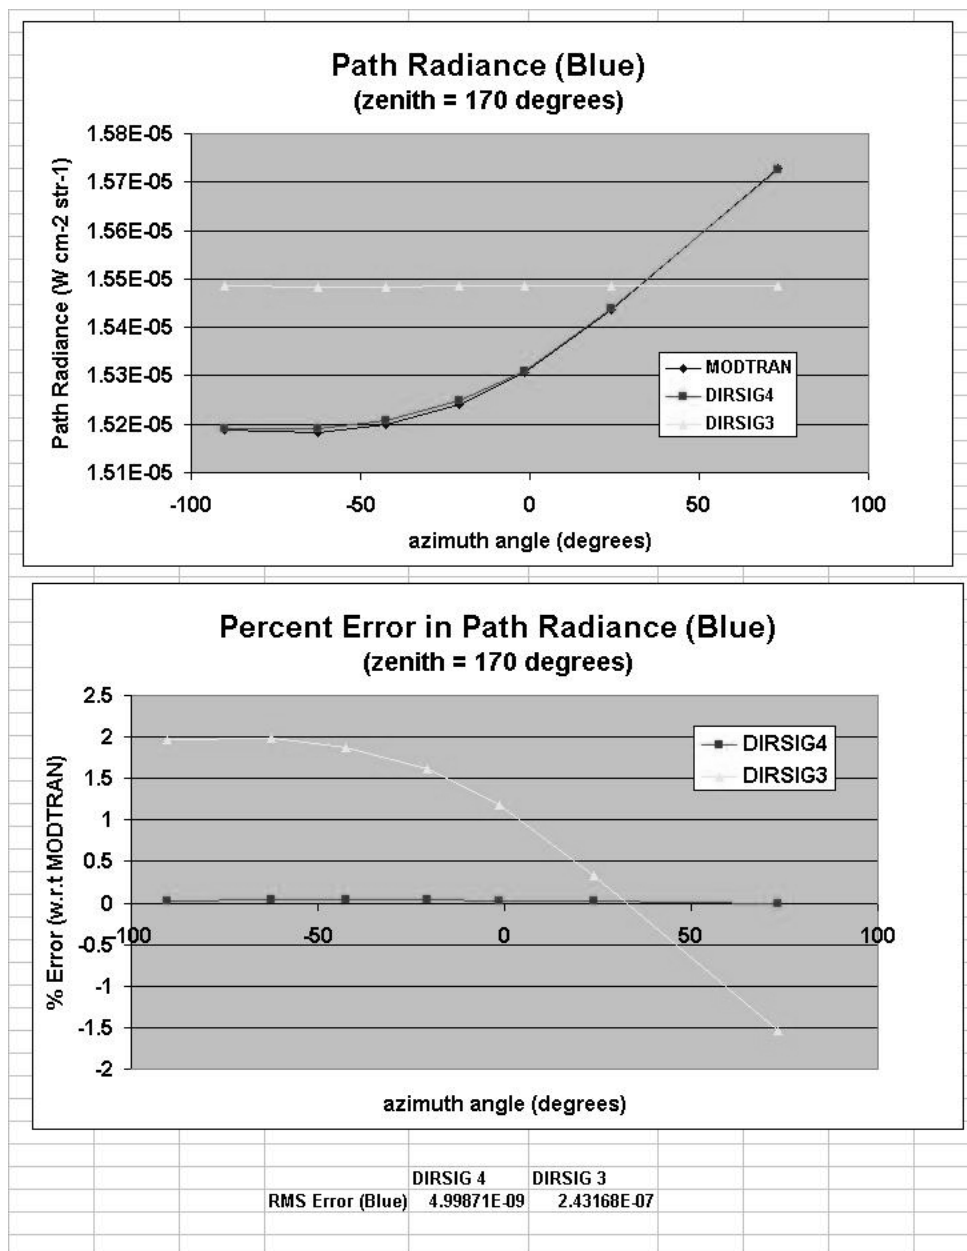 Path Radiance (Blue)
(zenith = 170 degrees)
Path Radiance (W cm-2 str-1)
1.58E-05
1.57E-05
1.56E-05
1.55E-05
1.54E-05
1.53E-05
1.52E-05
1.51E-05
-100 -50 0 50 100
azimuth angle (degrees)
MODTRAN
DIRSIG4
DIRSIG3
Percent Error in Path Radiance (Blue)
(zenith = 170 degrees)
% Error (w.r.t MODTRAN)
2.5
2
1.5
1
0.5
0
-0.5
-1
-1.5
-2
-100 -50 0 50 100
azimuth angle (degrees)
DIRSIG4
DIRSIG3
DIRSIG 4 DIRSIG 3
RMS Error (Blue) 4.99871E-09 2.43168E-07